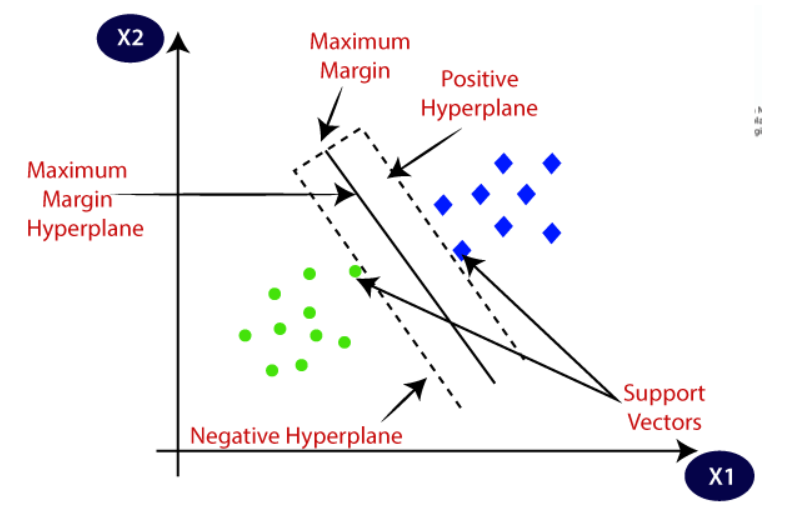 X2
Maximum
Margin
Positive
Hyperplane
Maximum
Margin
Hyperplane
Support
Vectors
Negative Hyperplane
X1